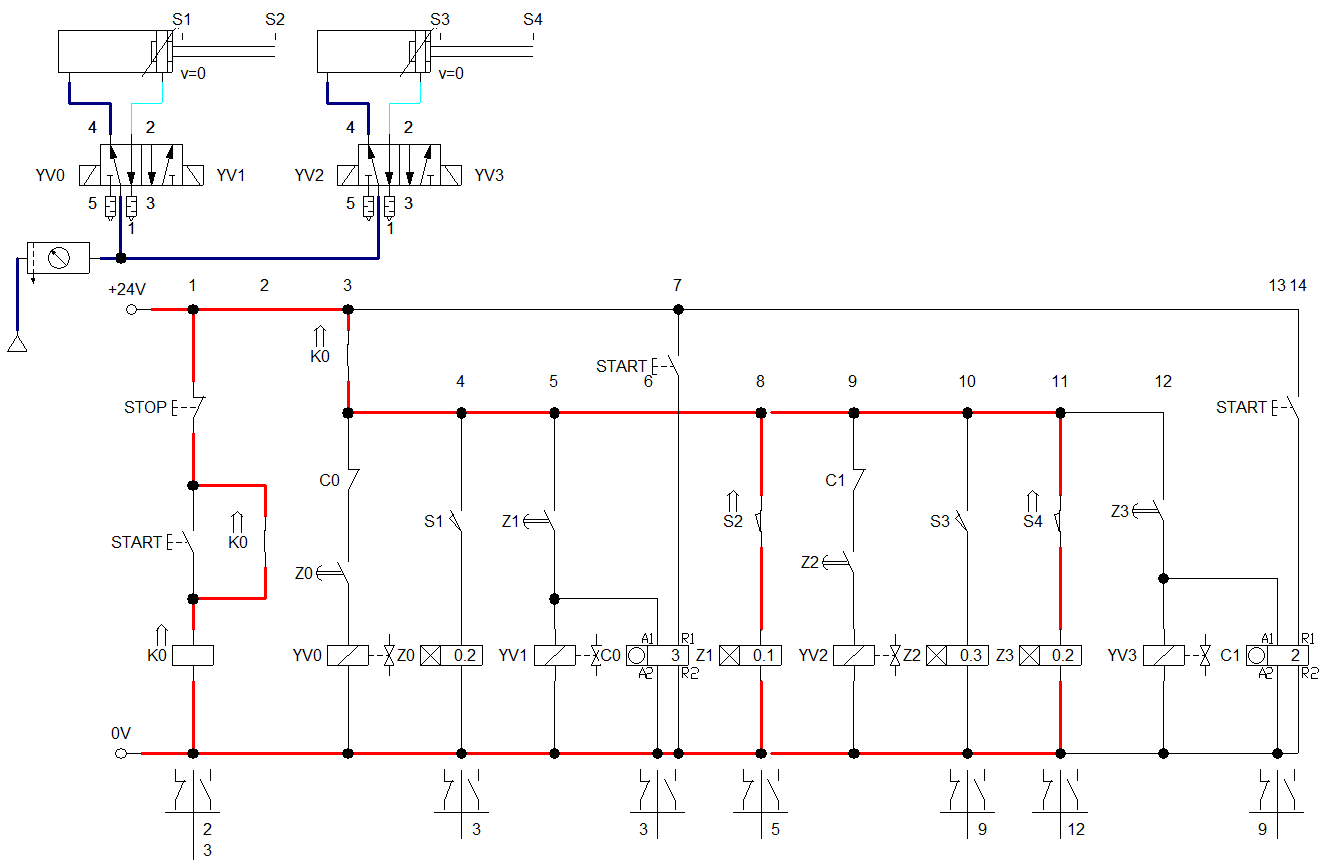 S1 S2 S3 S4
v=0 v=0
4 2 4 2
YV0 YV1 YV2 YV3
5 3 5 3
1 1
+24V 1 2 3 7 13 14
K0 START 6
4 5 8 9 10 11 12
STOP START
C0 C1
S1 Z1 S2 S3 S4 Z3
START K0
Z0 Z2
A1 R1 A1 R1
K0 YV0 Z0 0.2 YV1 C0 3 Z1 0.1 YV2 Z2 0.3 Z3 0.2 YV3 C1 2
A2 R2 A2 R2
0V
2 3 3 5 9 12 9
3